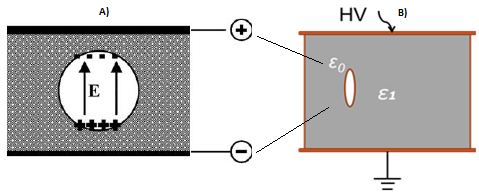 A)
+
- - - -
E
+ + + +
−
HV
B)
ε0
ε1